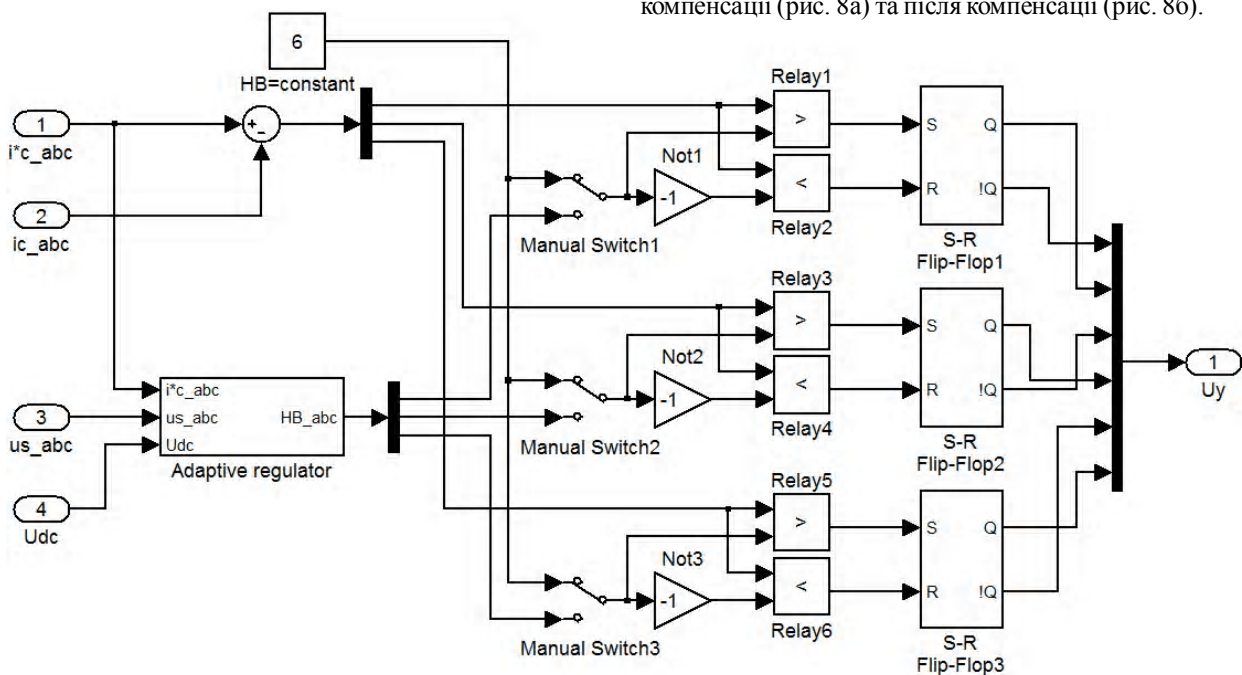 компенсації (рис. 8а) та після компенсації (рис. 8б).
6
HB=constant
1
i*c_abc
+
-
2
ic_abc
3
us_abc
4
Udc
i*c_abc
us_abc
Udc
HB_abc
Adaptive regulator
Manual Switch1
Not1
-1
Relay1
>
<
Relay2
S
R
Q
!Q
S-R
Flip-Flop1
Manual Switch2
Not2
-1
Relay3
>
<
Relay4
S
R
Q
!Q
S-R
Flip-Flop2
Manual Switch3
Not3
-1
Relay5
>
<
Relay6
S
R
Q
!Q
S-R
Flip-Flop3
1
Uy